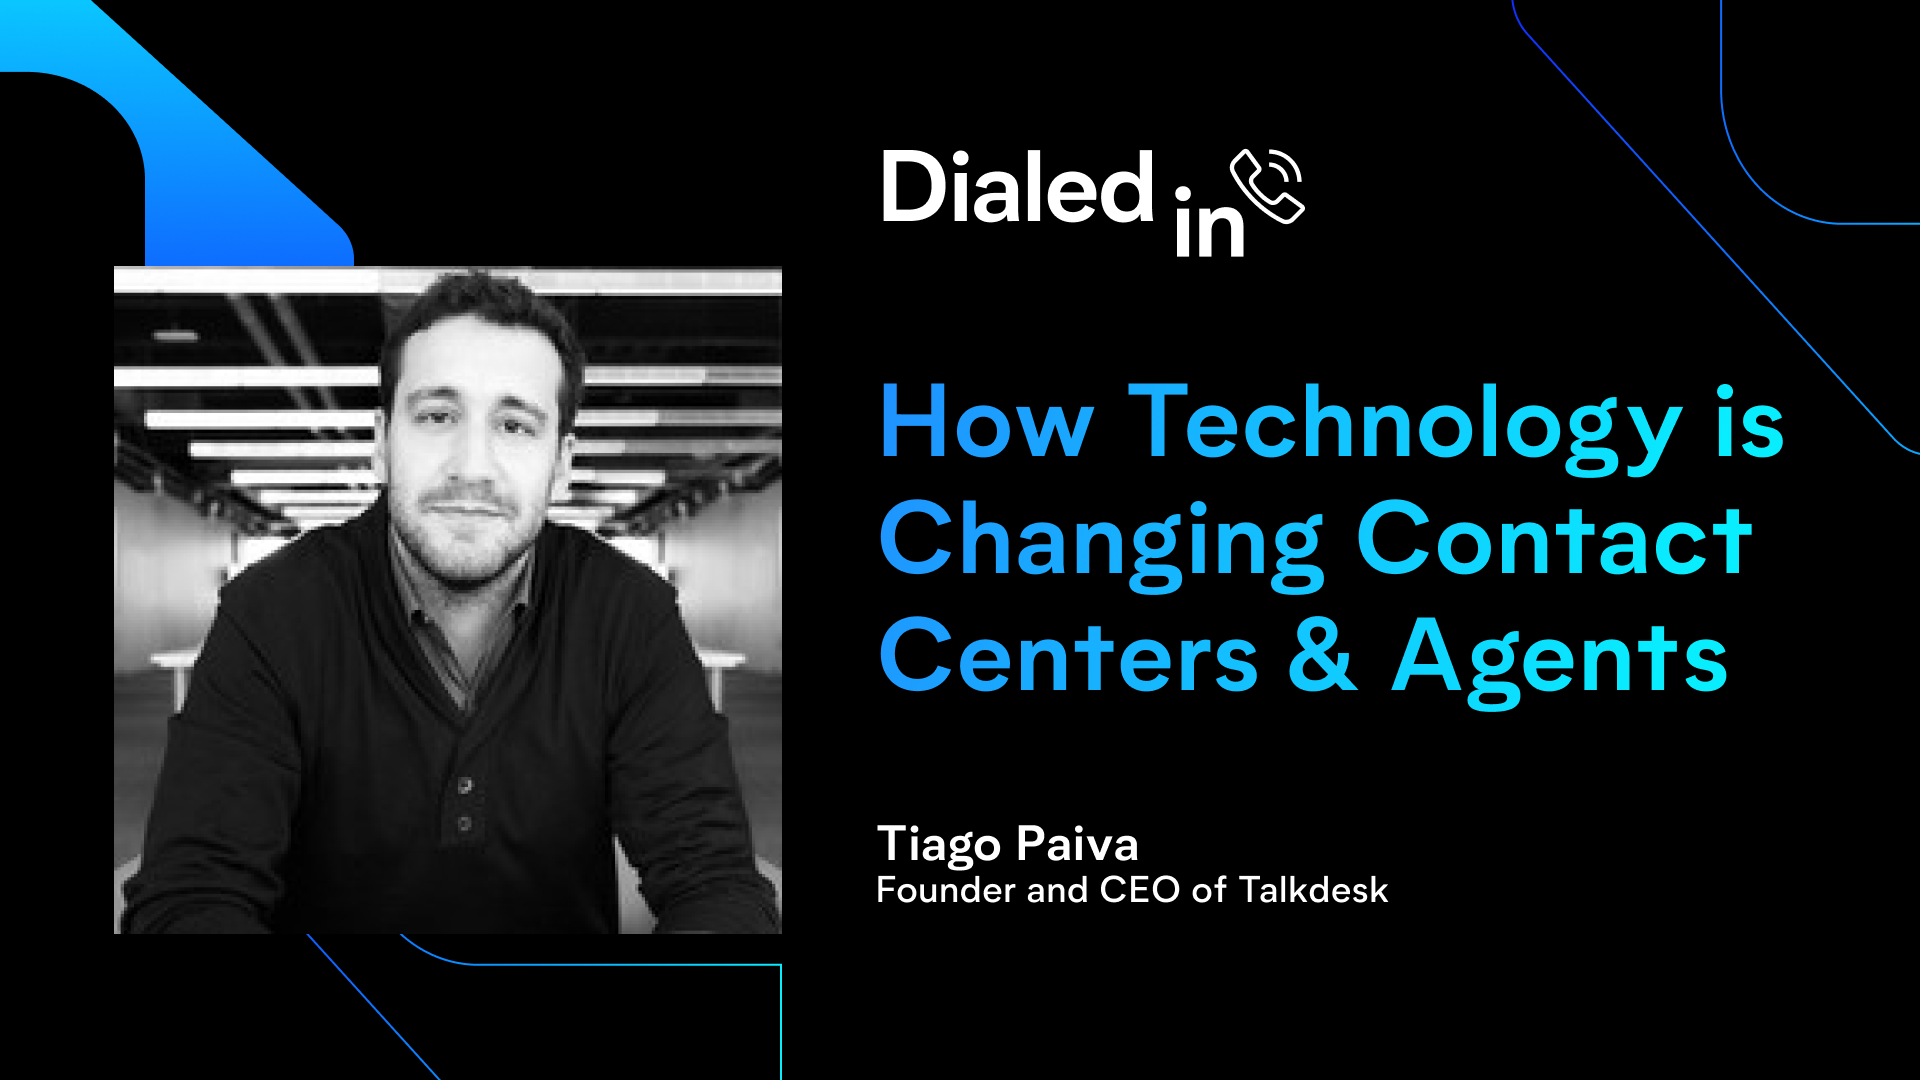 Dialed in
How Technology is
Changing Contact
Centers & Agents
Tiago Paiva
Founder and CEO of Talkdesk